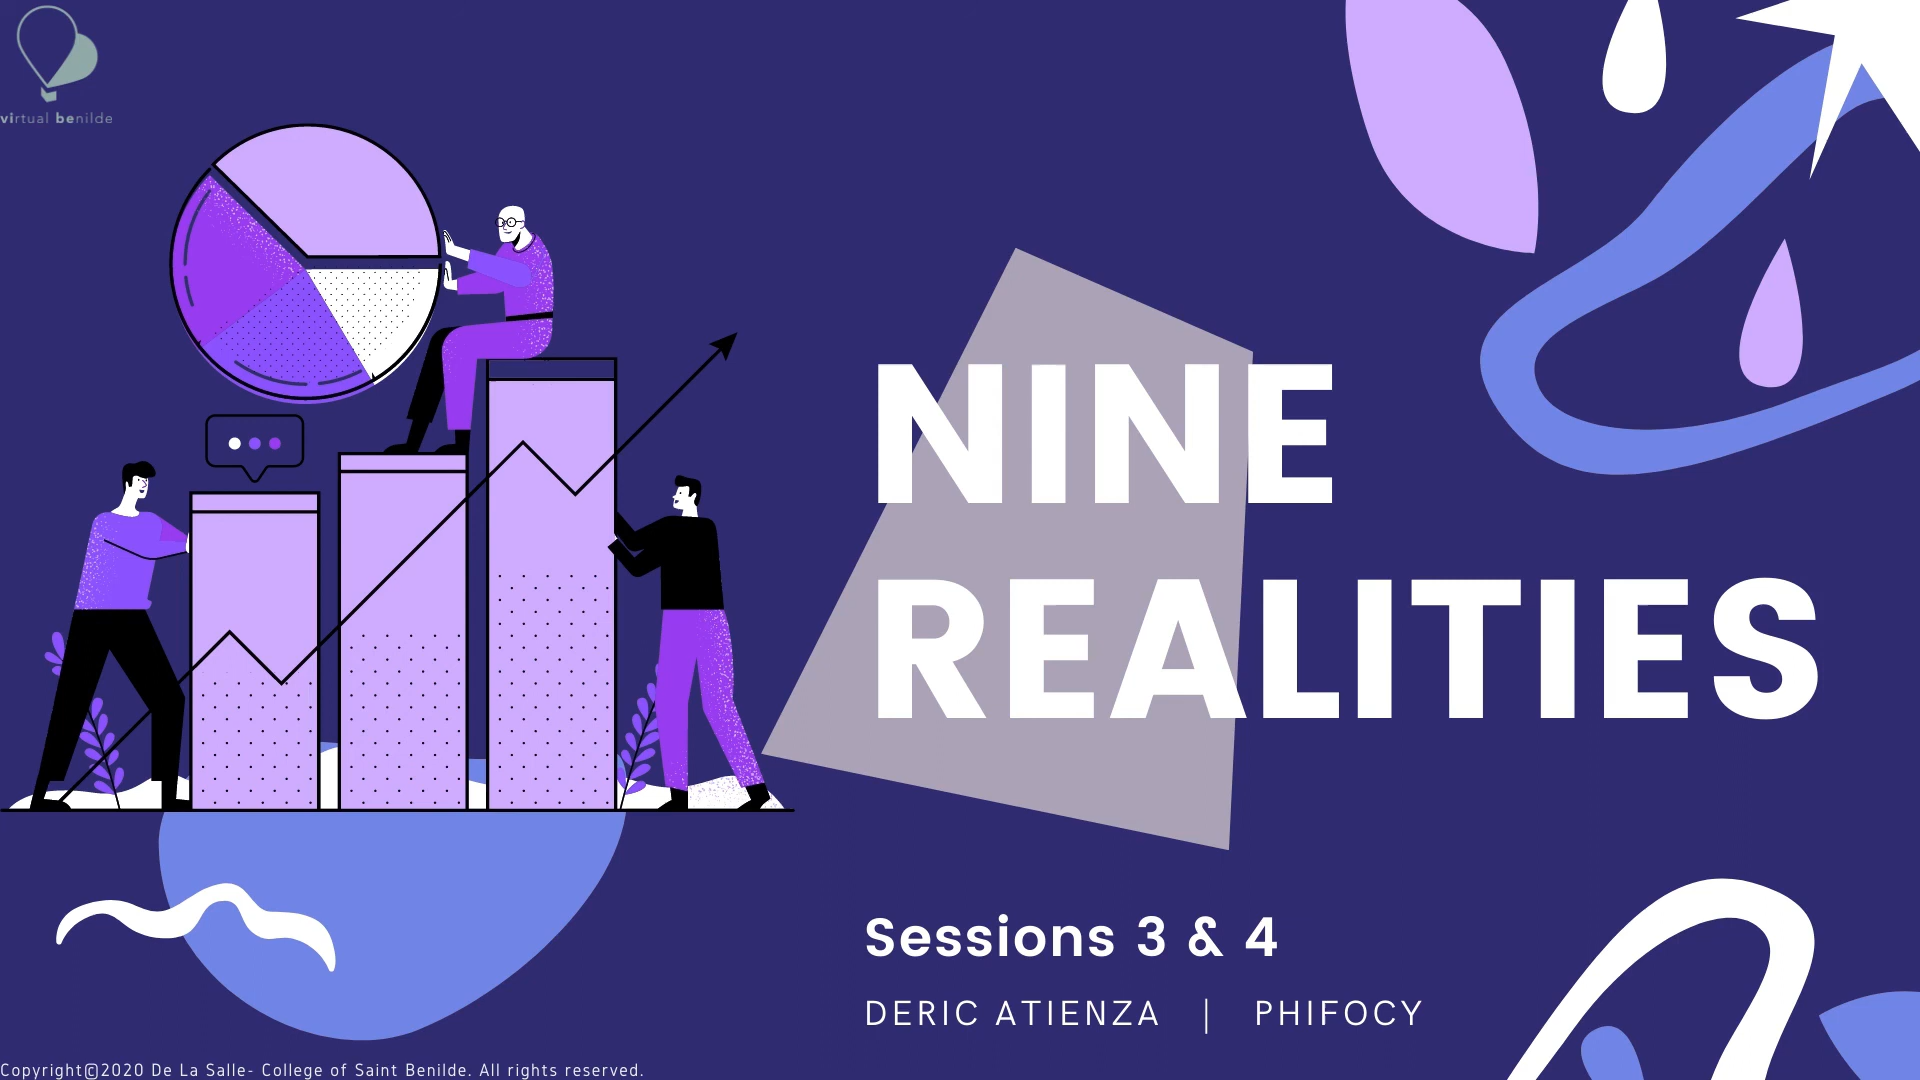 virtual benilde
NINE
REALITIES
Sessions 3 & 4
DERIC ATIENZA | PHIFOCY
Copyright©2020 De La Salle- College of Saint Benilde. All rights reserved.